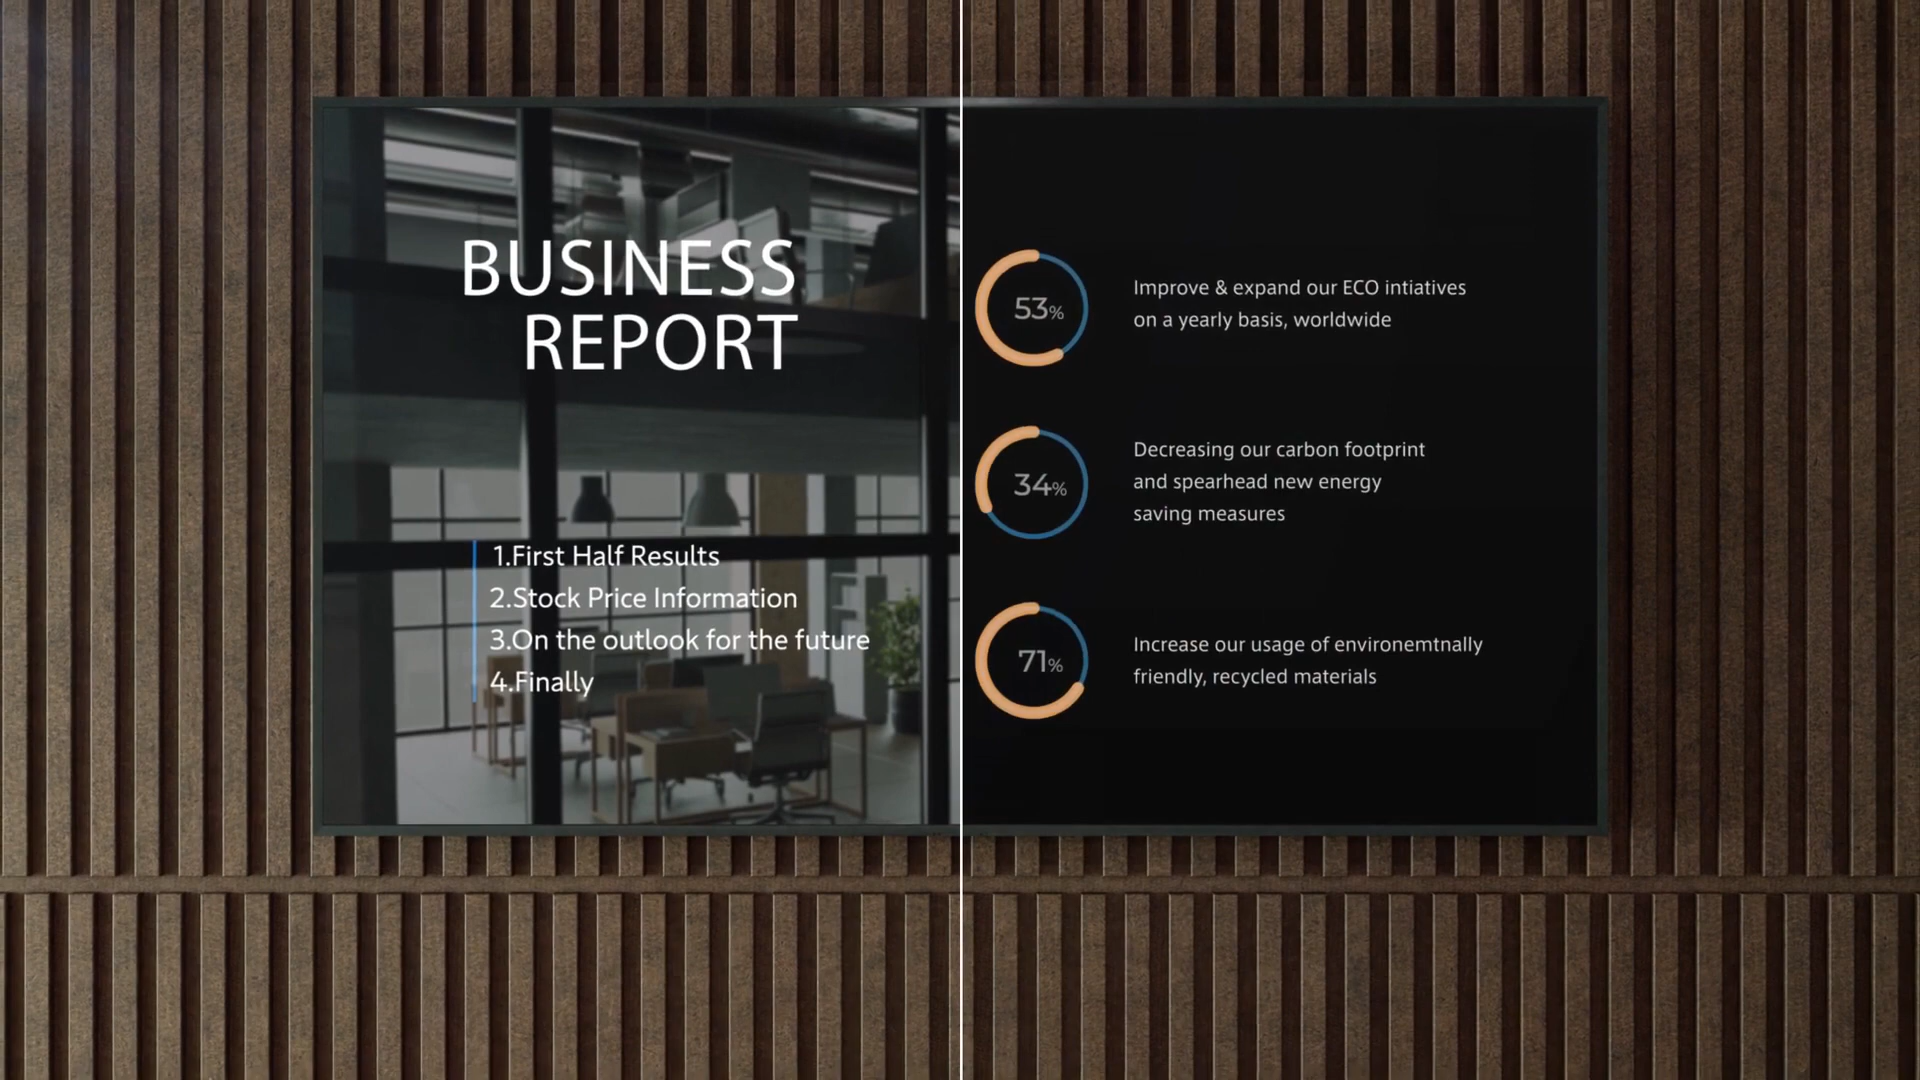 BUSINESS
REPORT
1.First Half Results
2.Stock Price Information
3.On the outlook for the future
4.Finally
53%
Improve & expand our ECO intiatives
on a yearly basis, worldwide
34%
Decreasing our carbon footprint
and spearhead new energy
saving measures
71%
Increase our usage of environemtnally
friendly, recycled materials